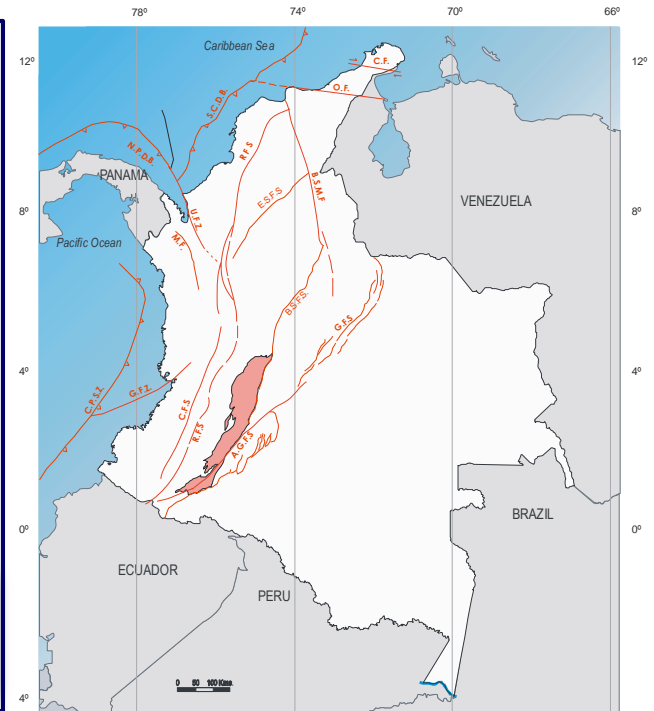 78º
74º
70º
66º
Caribbean Sea
12º
C.F.
12º
O.F.
S.C.D.B.
N.P.D.B.
R.F.S
PANAMA
B.S.M.F
E.S.F.S
VENEZUELA
8º
U.F.Z.
8º
M.F.
Pacific Ocean
B.S.F.S.
G.F.S
4º
4º
G.F.Z.
C.P.S.Z.
C.F.S
R.F.S
A.G.F.S
0º
BRAZIL
0º
ECUADOR
PERU
0 50 100 Kms.
4º
4º